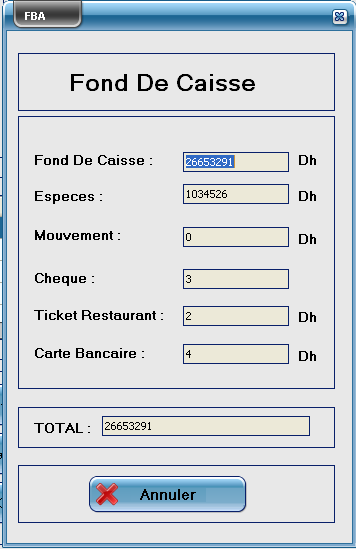 FBA
Fond De Caisse
Fond De Caisse : 26653291 Dh
Especes : 1034526 Dh
Mouvement : 0 Dh
Cheque : 3
Ticket Restaurant : 2 Dh
Carte Bancaire : 4 Dh
TOTAL : 26653291
Annuler